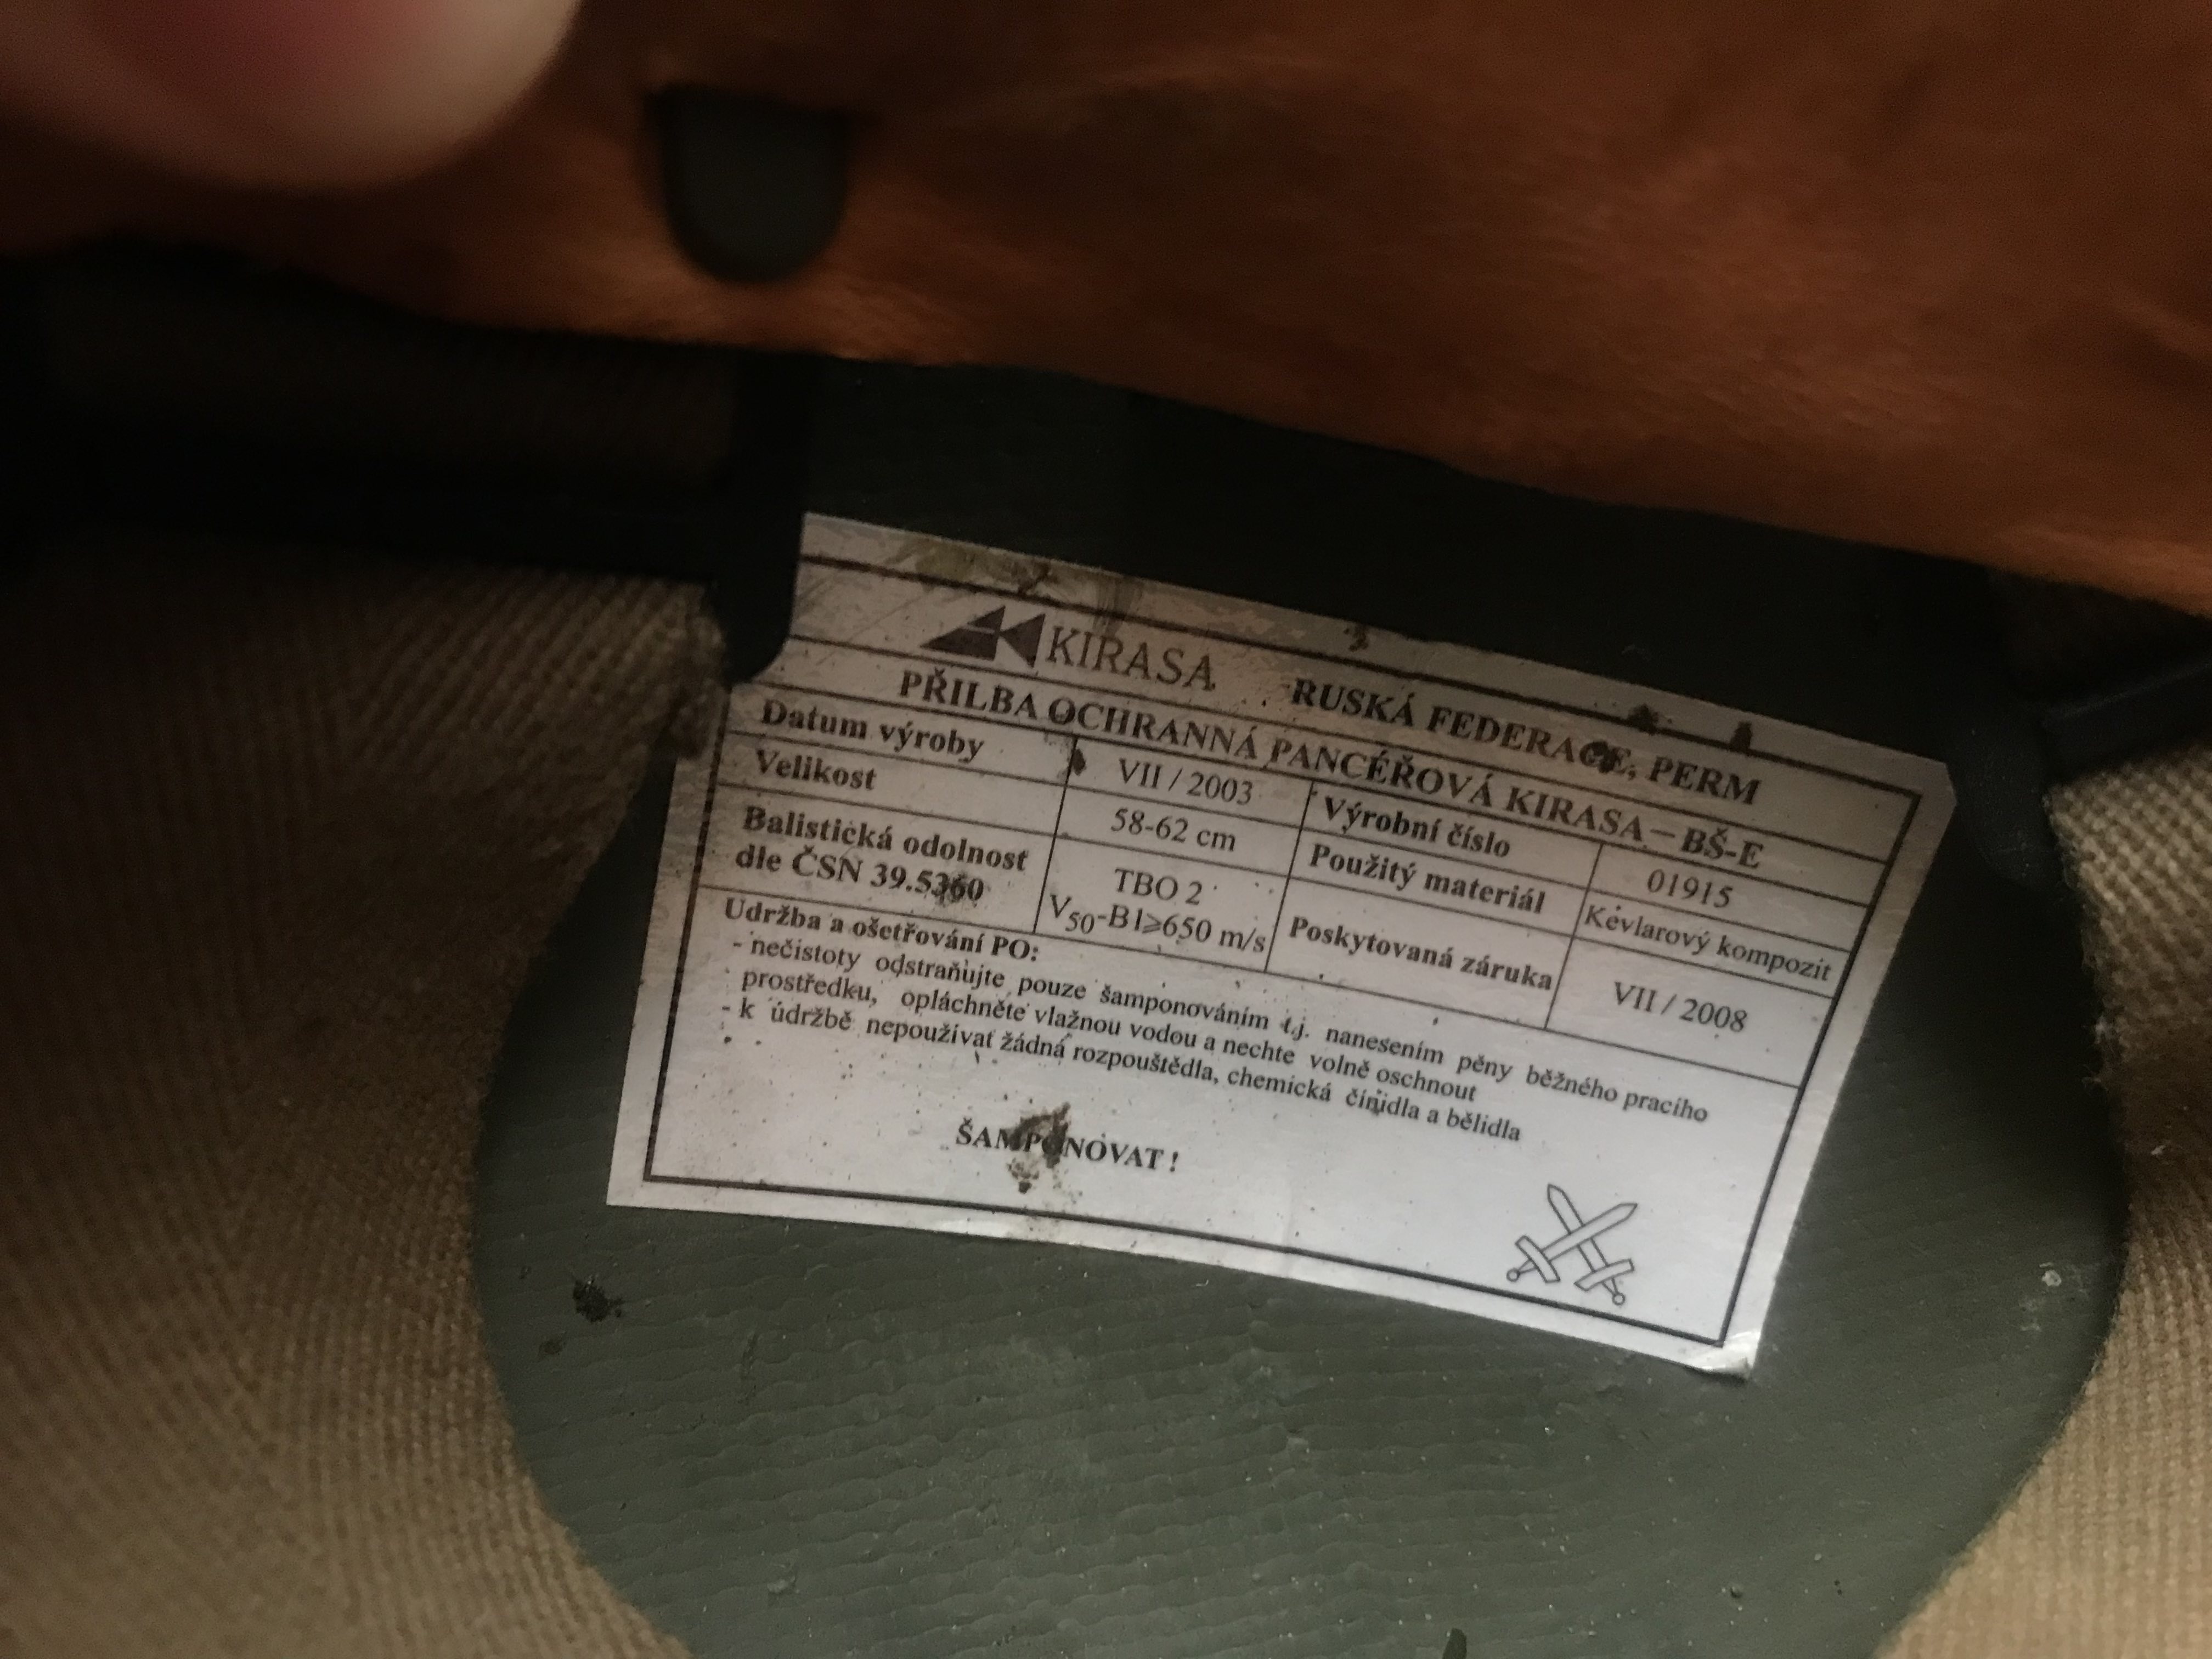 KIRASA RUSKÁ FEDERACE, PERM
PŘILBA OCHRANNÁ PANCÉŘOVÁ KIRASA – BŠ-E
Datum výroby VII / 2003 Výrobní číslo 01915
Velikost 58-62 cm Použitý materiál Kevlarový kompozit
Balistická odolnost
dle ČSN 39.5360
TBO 2
V50-B1≥650 m/s
Poskytovaná záruka VII / 2008
Udržba a ošetřování PO:
- nečistoty odstraňujte pouze šamponováním t.j. nanesením pěny běžného pracího
prostředku, opláchněte vlažnou vodou a nechte volně oschnout
- k údržbě nepoužívat žádná rozpouštědla, chemická činidla a bělidla
ŠAMPONOVAT !